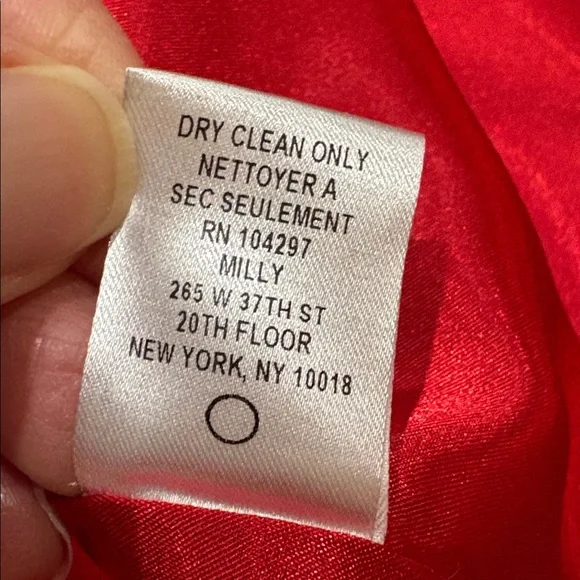 DRY CLEAN ONLY
NETTOYER A
SEC SEULEMENT
RN 104297
MILLY
265 W 37TH ST
20TH FLOOR
NEW YORK, NY 10018